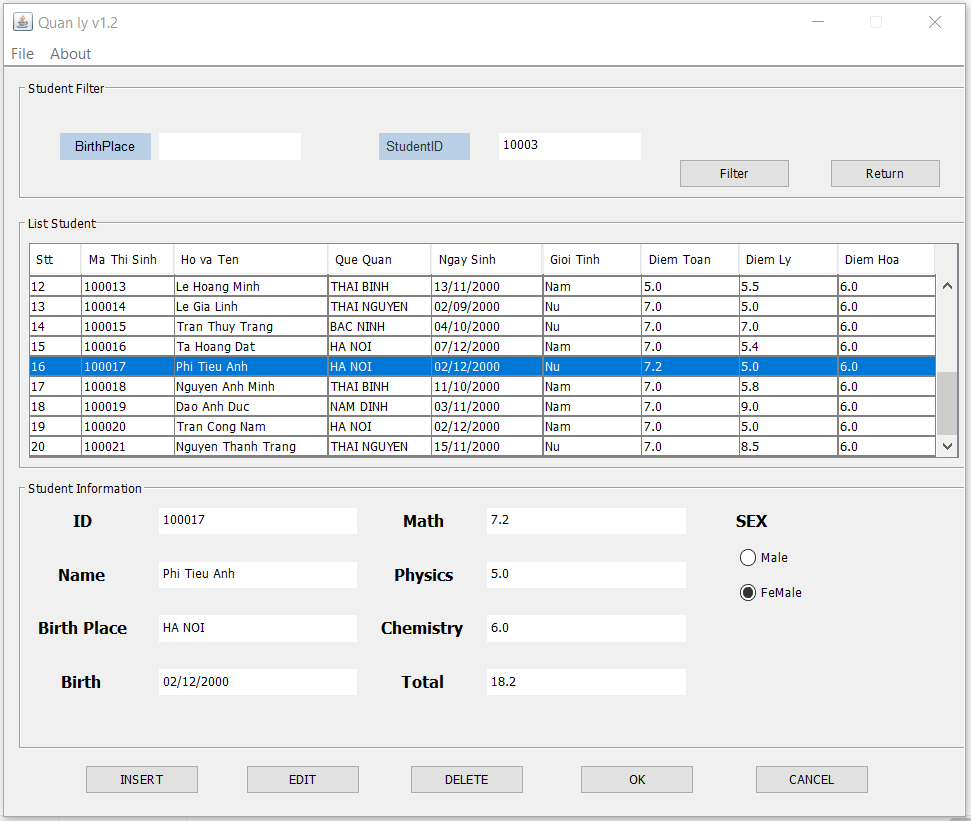 Quan ly v1.2
File About
Student Filter
BirthPlace StudentID 10003
Filter Return
List Student
Stt Ma Thi Sinh Ho va Ten Que Quan Ngay Sinh Gioi Tinh Diem Toan Diem Ly Diem Hoa
12 100013 Le Hoang Minh THAI BINH 13/11/2000 Nam 5.0 5.5 6.0
13 100014 Le Gia Linh THAI NGUYEN 02/09/2000 Nu 7.0 7.0 6.0
14 100015 Tran Thuy Trang BAC NINH 04/10/2000 Nu 7.0 7.0 6.0
15 100016 Ta Hoang Dat HA NOI 07/12/2000 Nam 7.0 5.4 6.0
16 100017 Phi Tieu Anh HA NOI 02/12/2000 Nu 7.2 5.0 6.0
17 100018 Nguyen Anh Minh THAI BINH 11/10/2000 Nam 7.0 5.8 6.0
18 100019 Dao Anh Duc NAM DINH 03/11/2000 Nam 7.0 9.0 6.0
19 100020 Tran Cong Nam HA NOI 02/12/2000 Nam 7.0 5.0 6.0
20 100021 Nguyen Thanh Trang THAI NGUYEN 15/11/2000 Nu 7.0 8.5 6.0
Student Information
ID 100017 Math 7.2 SEX
Male
Name Phi Tieu Anh Physics 5.0
FeMale
Birth Place HA NOI Chemistry 6.0
Birth 02/12/2000 Total 18.2
INSERT EDIT DELETE OK CANCEL